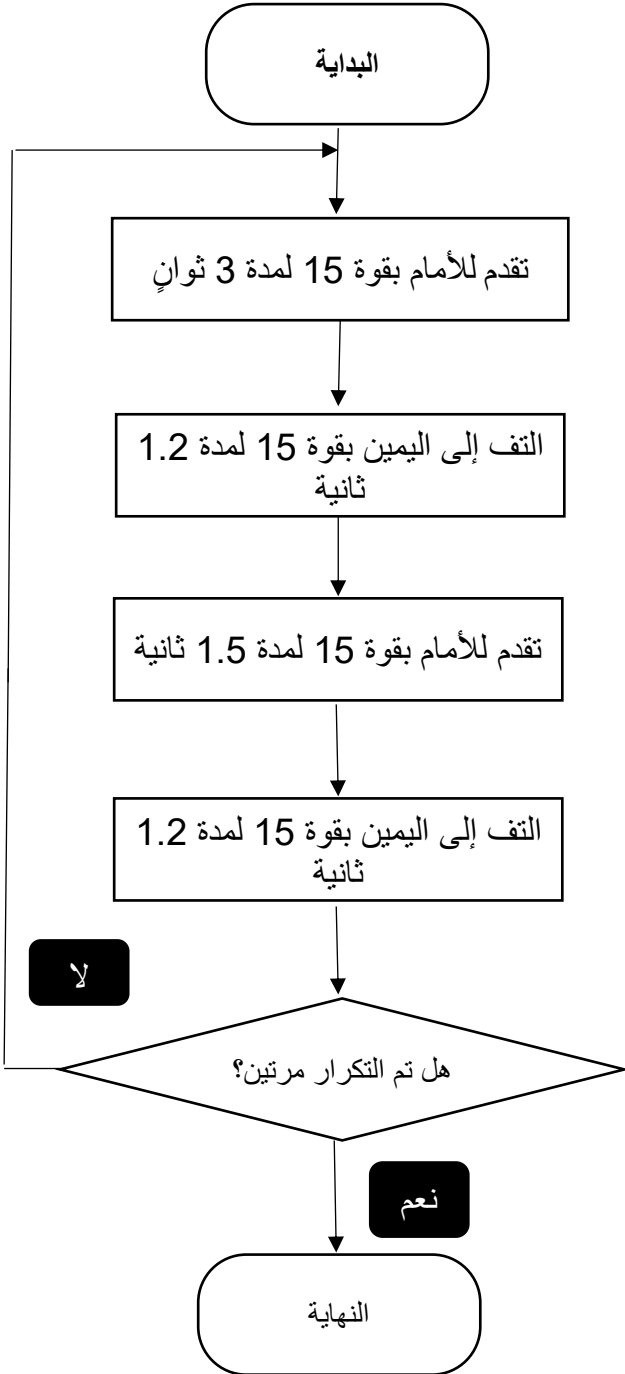 البداية
تقدم للأمام بقوة 15 لمدة 3 ثوانٍ
التف إلى اليمين بقوة 15 لمدة 1.2
ثانية
تقدم للأمام بقوة 15 لمدة 1.5 ثانية
التف إلى اليمين بقوة 15 لمدة 1.2
ثانية
لا
هل تم التكرار مرتين؟
نعم
النهاية